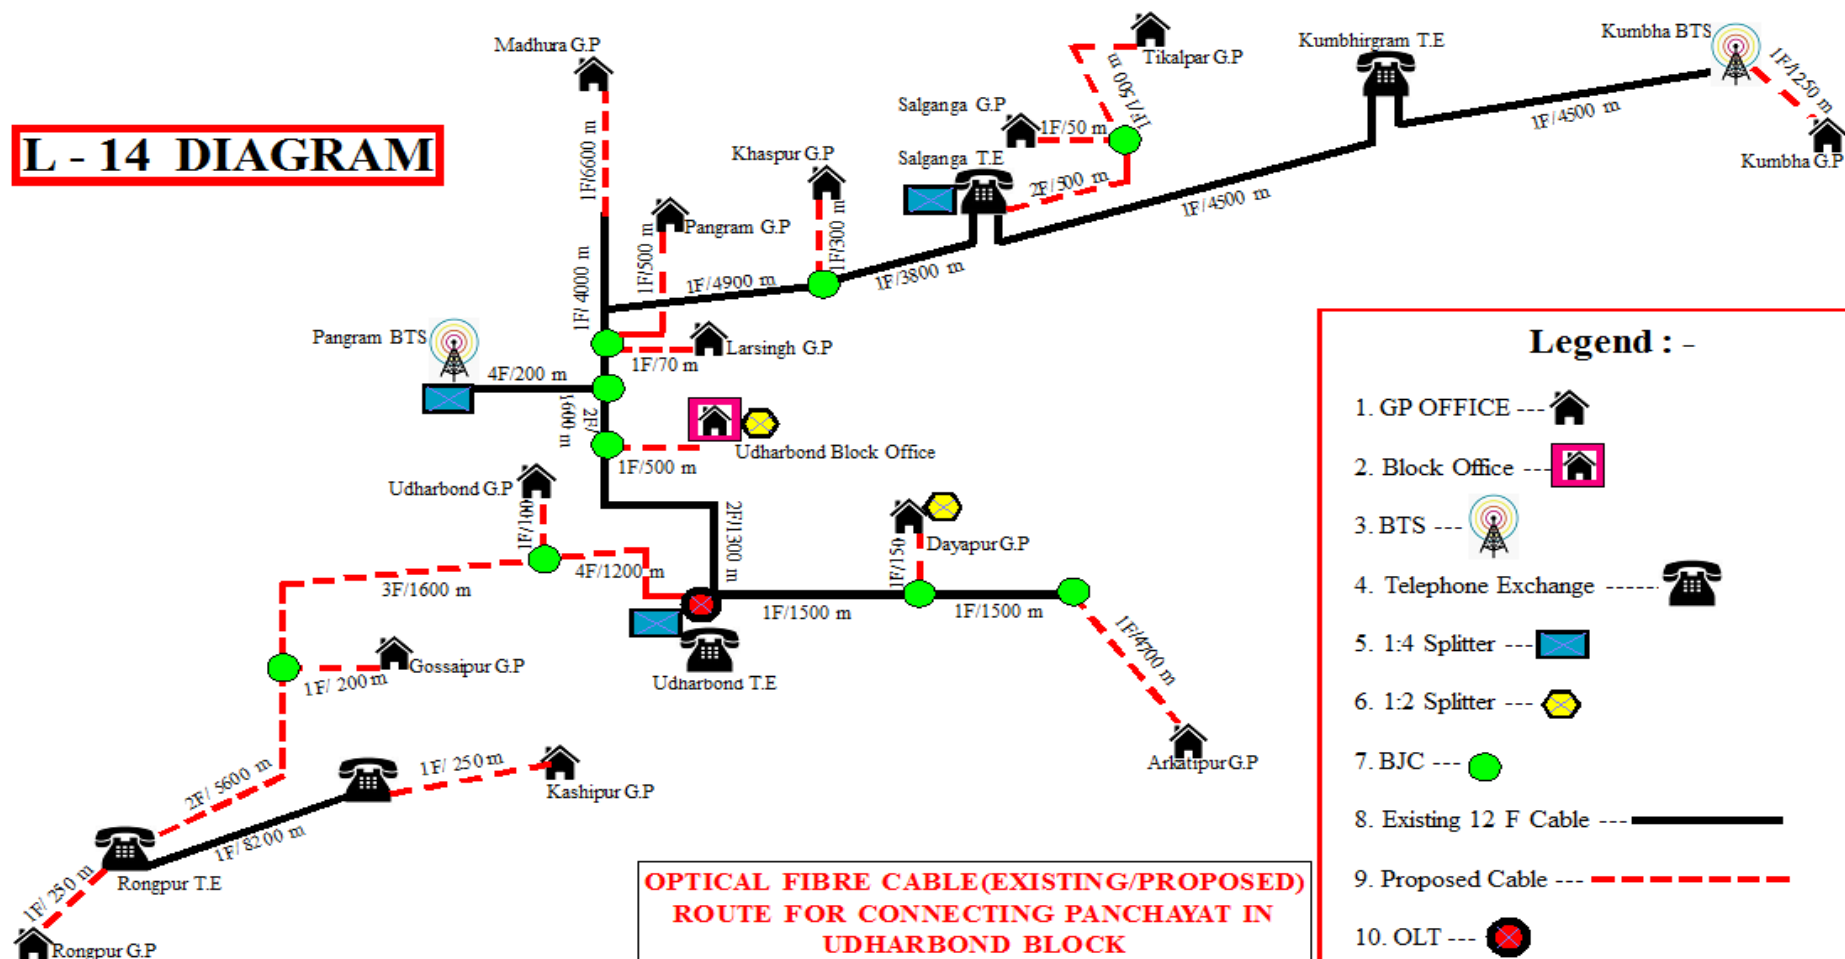 Madhura G.P
Tikalpar G.P
Kumbhirgram T.E
Kumbha BTS
1F/1250 m
1F/1500 m
Salganga G.P
1F/50 m
1F/4500 m
Kumbha G.P
L - 14 DIAGRAM
1F/6600 m
Khaspur G.P
Salganga T.E
2F/500 m
1F/4500 m
Pangram G.P
1F/500 m
1F/300 m
1F/ 4000 m
1F/4900 m
1F/3800 m
Pangram BTS
Larsingh G.P
1F/70 m
4F/200 m
2F/
1600 m
Udharbond Block Office
1F/500 m
Udharbond G.P
1F/100
2F/1300 m
Dayapur G.P
1F/150
4F/1200 m
3F/1600 m
1F/1500 m
1F/1500 m
1F/4700 m
Gossaipur G.P
1F/ 200 m
Udharbond T.E
Arkatipur G.P
2F/ 5600 m
1F/ 250 m
Kashipur G.P
1F/8200 m
Rongpur T.E
1F/ 250 m
Rongpur G.P
OPTICAL FIBRE CABLE(EXISTING/PROPOSED)
ROUTE FOR CONNECTING PANCHAYAT IN
UDHARBOND BLOCK
Legend : -
1. GP OFFICE ---
2. Block Office ---
3. BTS ---
4. Telephone Exchange -----
5. 1:4 Splitter ---
6. 1:2 Splitter ---
7. BJC ---
8. Existing 12 F Cable ---
9. Proposed Cable ---
10. OLT ---